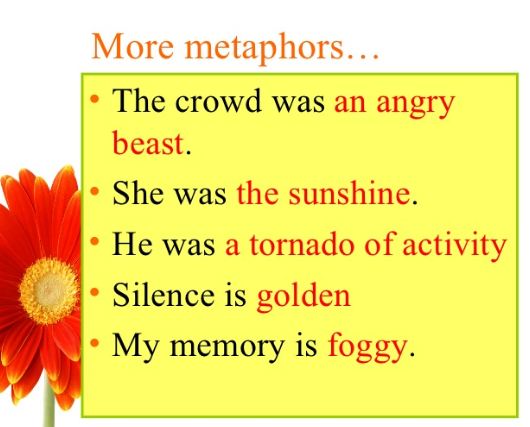 More metaphors…
• The crowd was an angry
beast.
• She was the sunshine.
• He was a tornado of activity
• Silence is golden
• My memory is foggy.